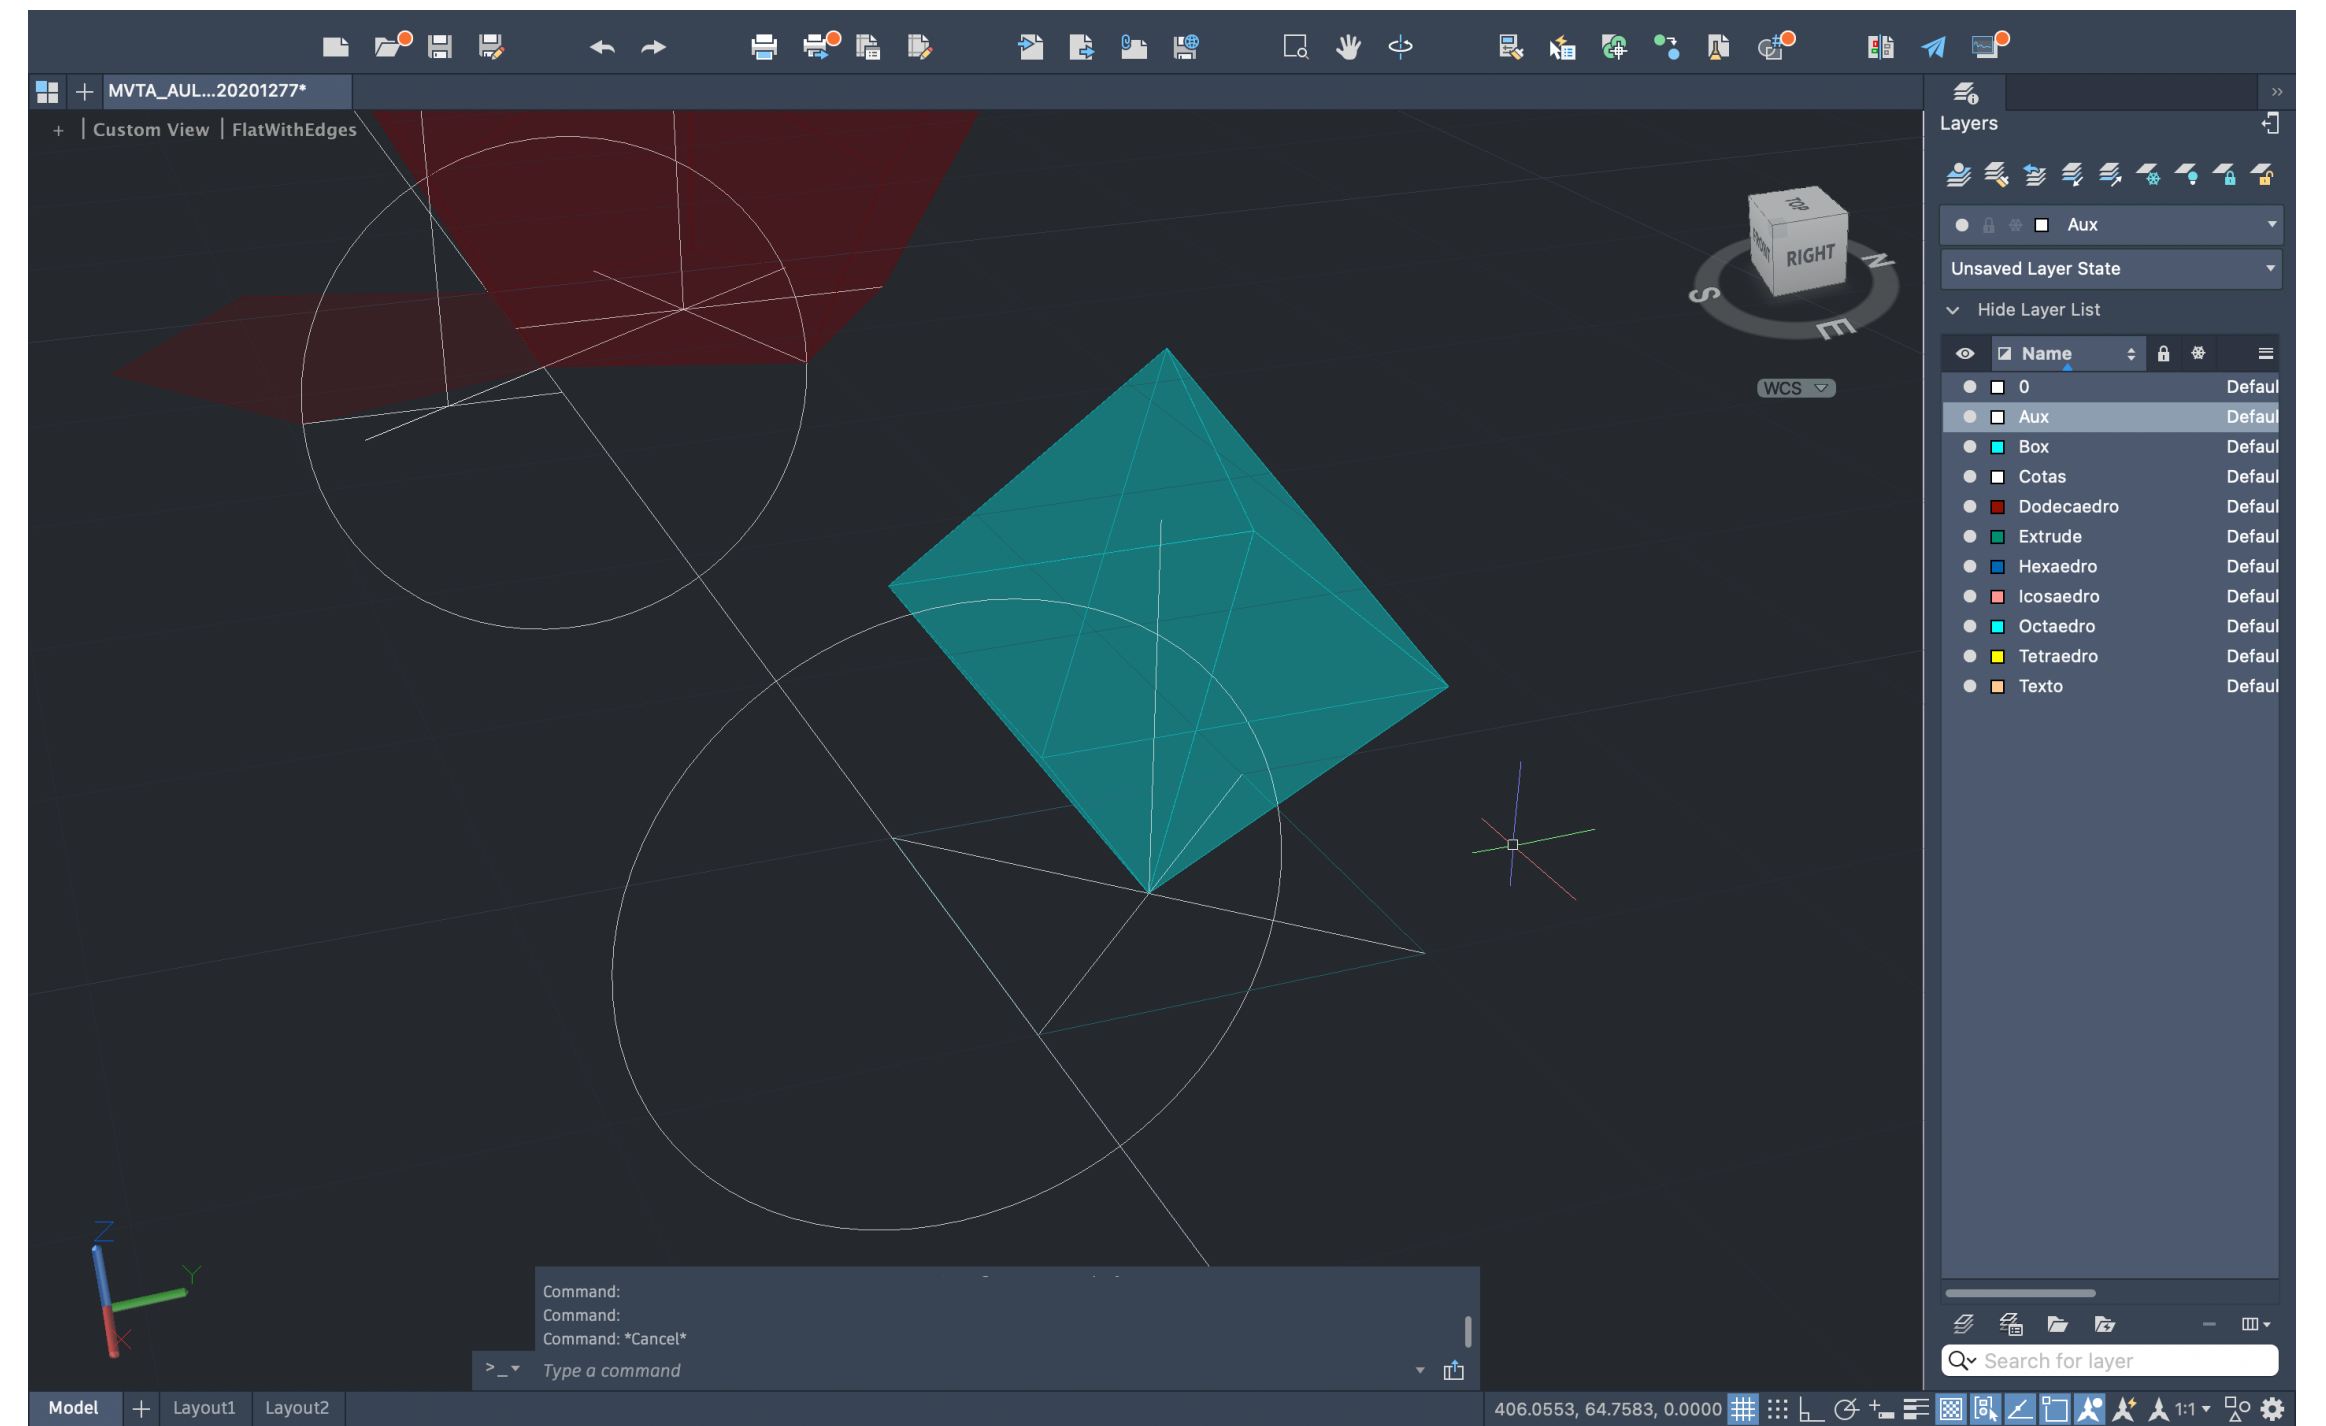 MVTA_AUL...20201277*
+ | Custom View | FlatWithEdges
Layers
Aux
Unsaved Layer State
Hide Layer List
Name
0 Defaul
Aux Defaul
Box Defaul
Cotas Defaul
Dodecaedro Defaul
Extrude Defaul
Hexaedro Defaul
Icosaedro Defaul
Octaedro Defaul
Tetraedro Defaul
Texto Defaul
TOP
FRONT
RIGHT
S
N
E
WCS
Z
Y
X
Command:
Command:
Command: *Cancel*
>_ Type a command
Search for layer
Model + Layout1 Layout2
406.0553, 64.7583, 0.0000
1:1